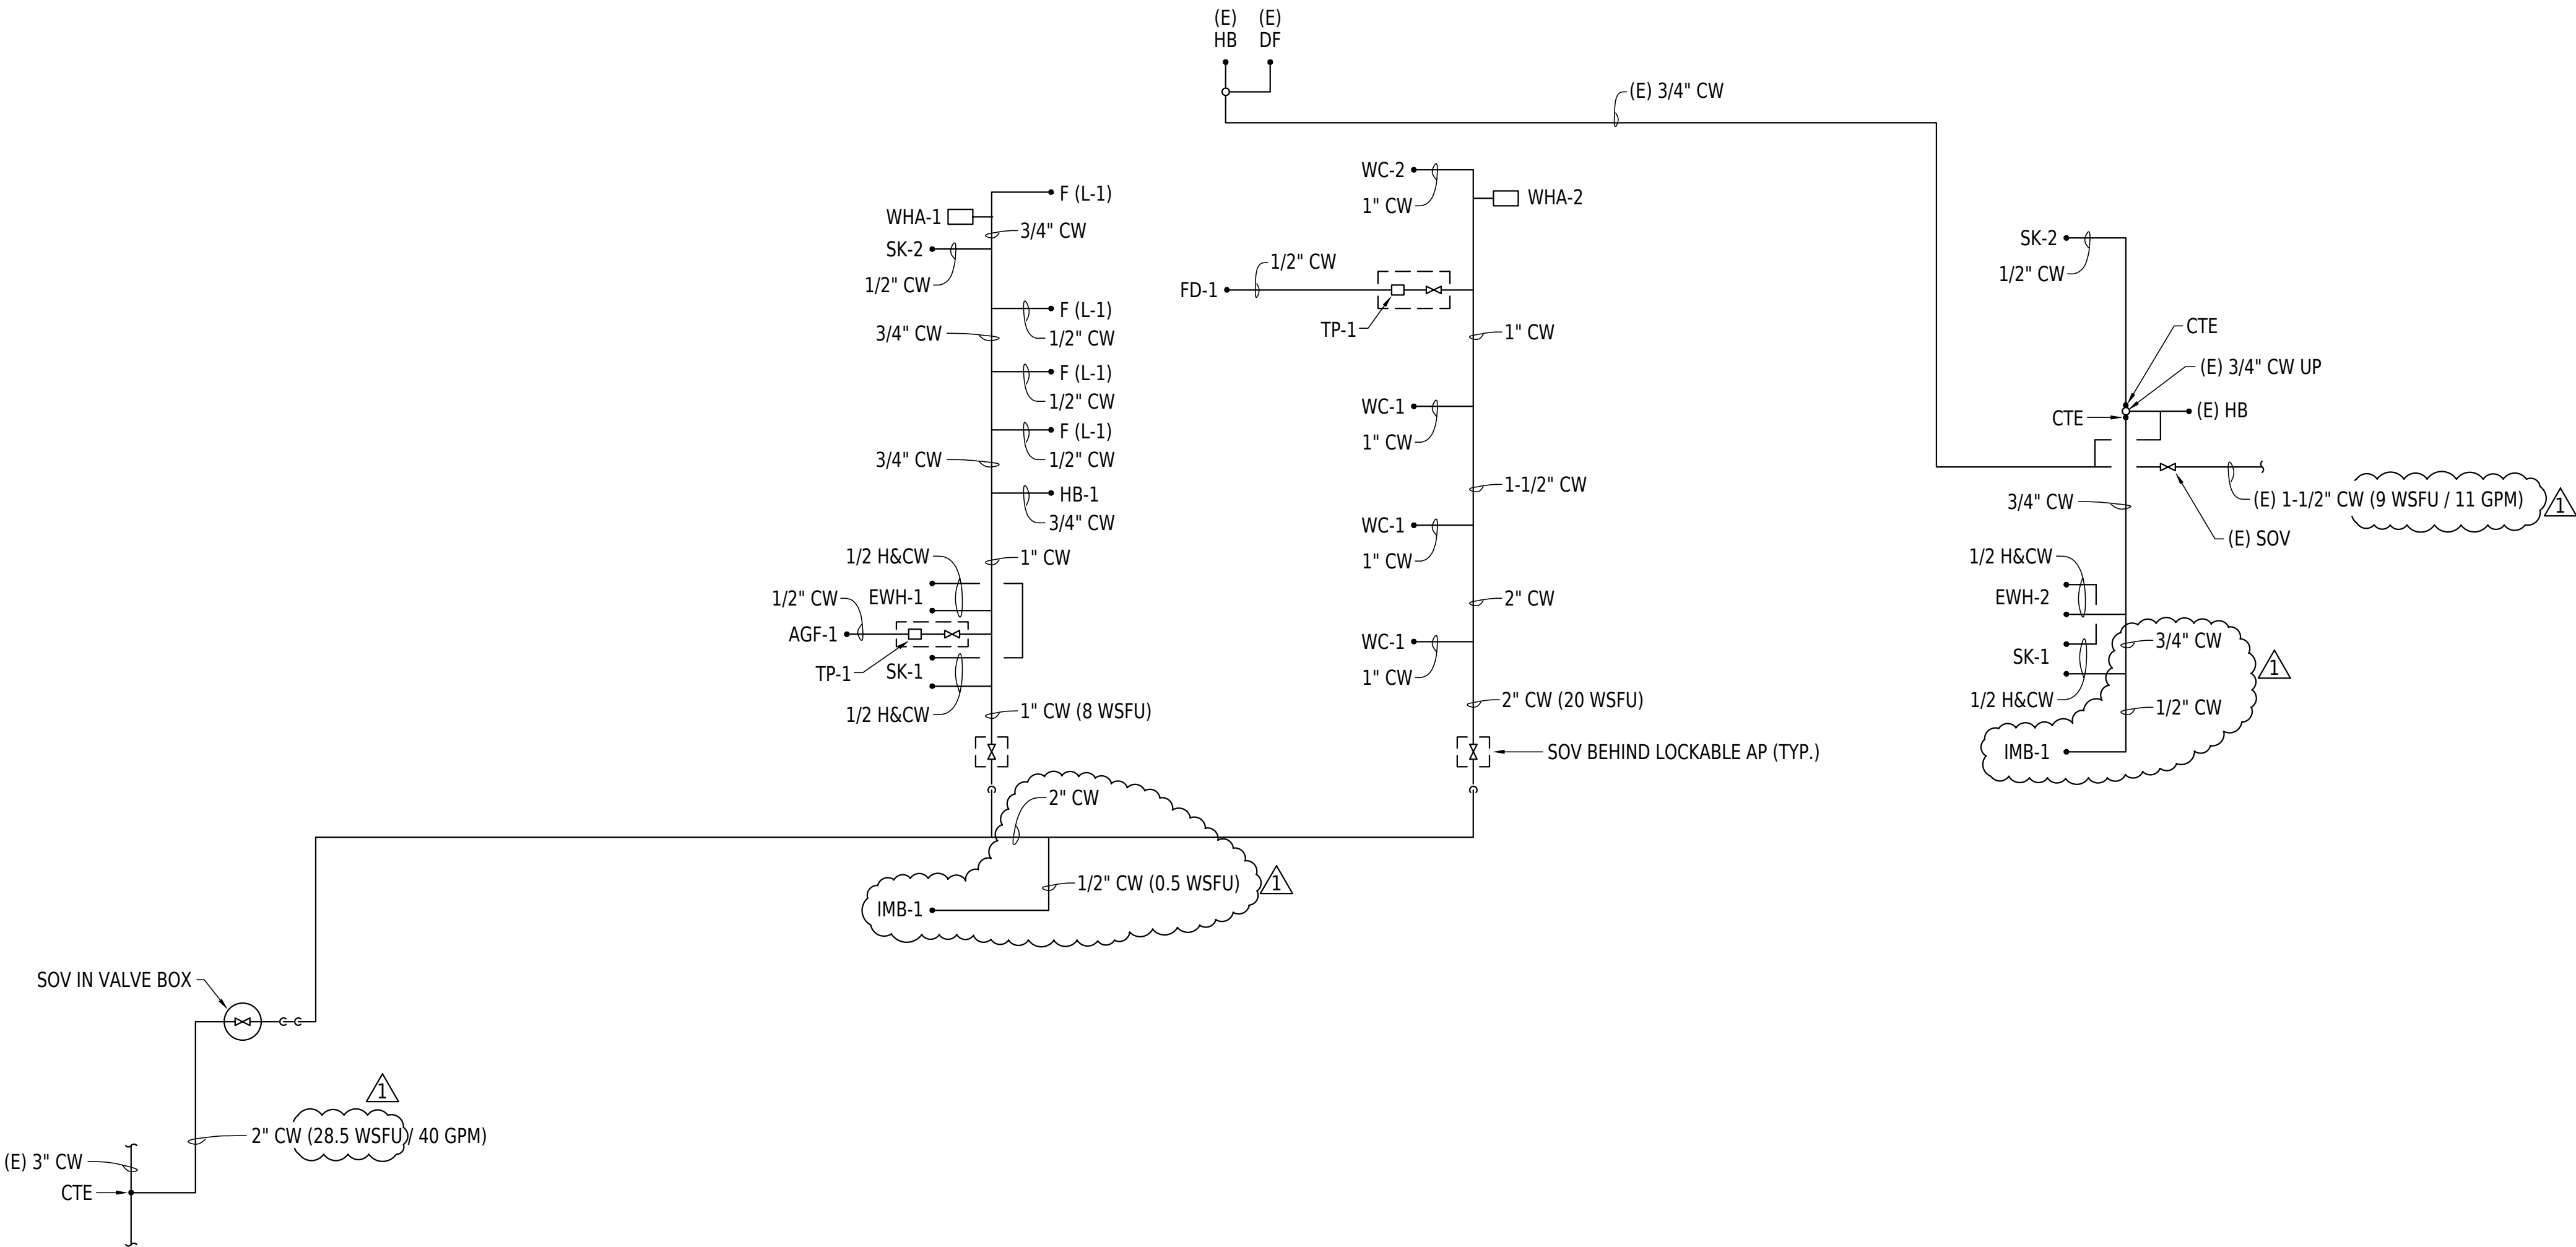 (E) (E)
HB DF
(E) 3/4" CW
WC-2
1" CW
WHA-2
F (L-1)
WHA-1
3/4" CW
SK-2
1/2" CW
F (L-1)
1/2" CW
3/4" CW
F (L-1)
1/2" CW
F (L-1)
1/2" CW
3/4" CW
HB-1
3/4" CW
1/2 H&CW
1" CW
1/2" CW
EWH-1
AGF-1
TP-1
SK-1
1/2 H&CW
1" CW (8 WSFU)
1/2" CW
FD-1
TP-1
1" CW
WC-1
1" CW
1-1/2" CW
WC-1
1" CW
2" CW
WC-1
1" CW
2" CW (20 WSFU)
SOV BEHIND LOCKABLE AP (TYP.)
SK-2
1/2" CW
CTE
(E) 3/4" CW UP
CTE
(E) HB
3/4" CW
(E) 1-1/2" CW (9 WSFU / 11 GPM)
1
(E) SOV
1/2 H&CW
EWH-2
3/4" CW
SK-1
1
1/2 H&CW
1/2" CW
IMB-1
2" CW
1/2" CW (0.5 WSFU)
1
IMB-1
SOV IN VALVE BOX
1
2" CW (28.5 WSFU / 40 GPM)
(E) 3" CW
CTE